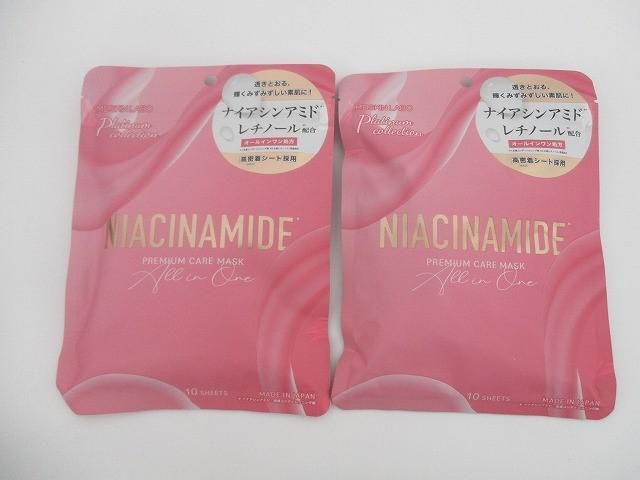 MDSKIN LABO
Platinum
collection
透きとおる、
輝くみずみずしい素肌に!
ナイアシンアミド
レチノール配合
オールインワン処方
高密着シート採用
NIACINAMIDE
PREMIUM CARE MASK
All in One
10 SHEETS
MADE IN JAPAN
MDSKIN LABO
Platinum
collection
透きとおる、
輝くみずみずしい素肌に!
ナイアシンアミド
レチノール配合
オールインワン処方
高密着シート採用
NIACINAMIDE
PREMIUM CARE MASK
All in One
10 SHEETS
MADE IN JAPAN